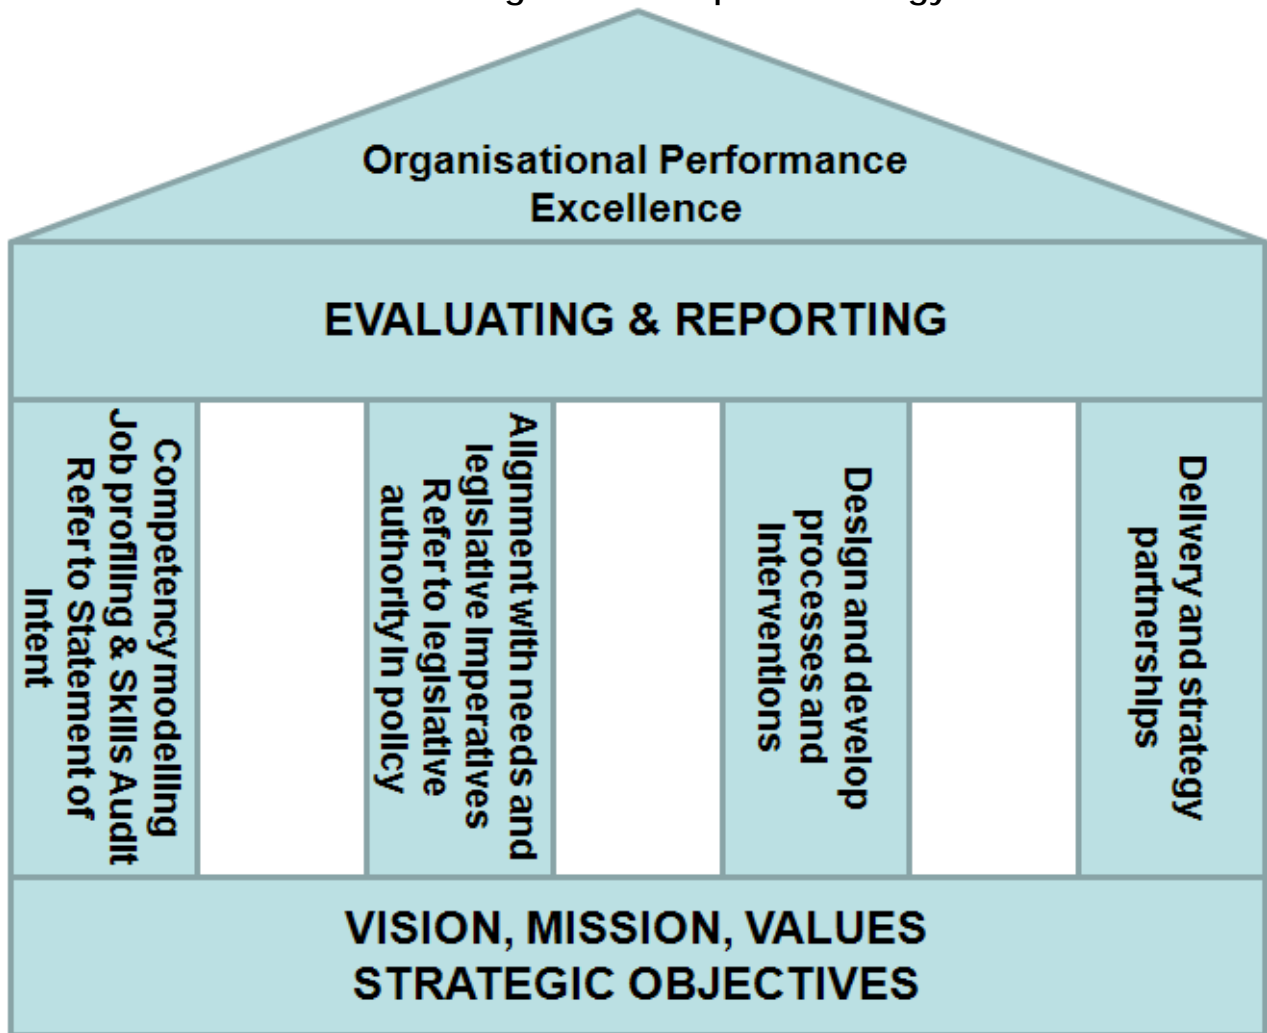 Organisational Performance
Excellence
EVALUATING & REPORTING
Competency modelling
Job profiling & Skills Audit
Refer to Statement of
Intent
Alignment with needs and
legislative imperatives
Refer to legislative
authority in policy
Design and develop
processes and
interventions
Delivery and strategy
partnerships
VISION, MISSION, VALUES
STRATEGIC OBJECTIVES